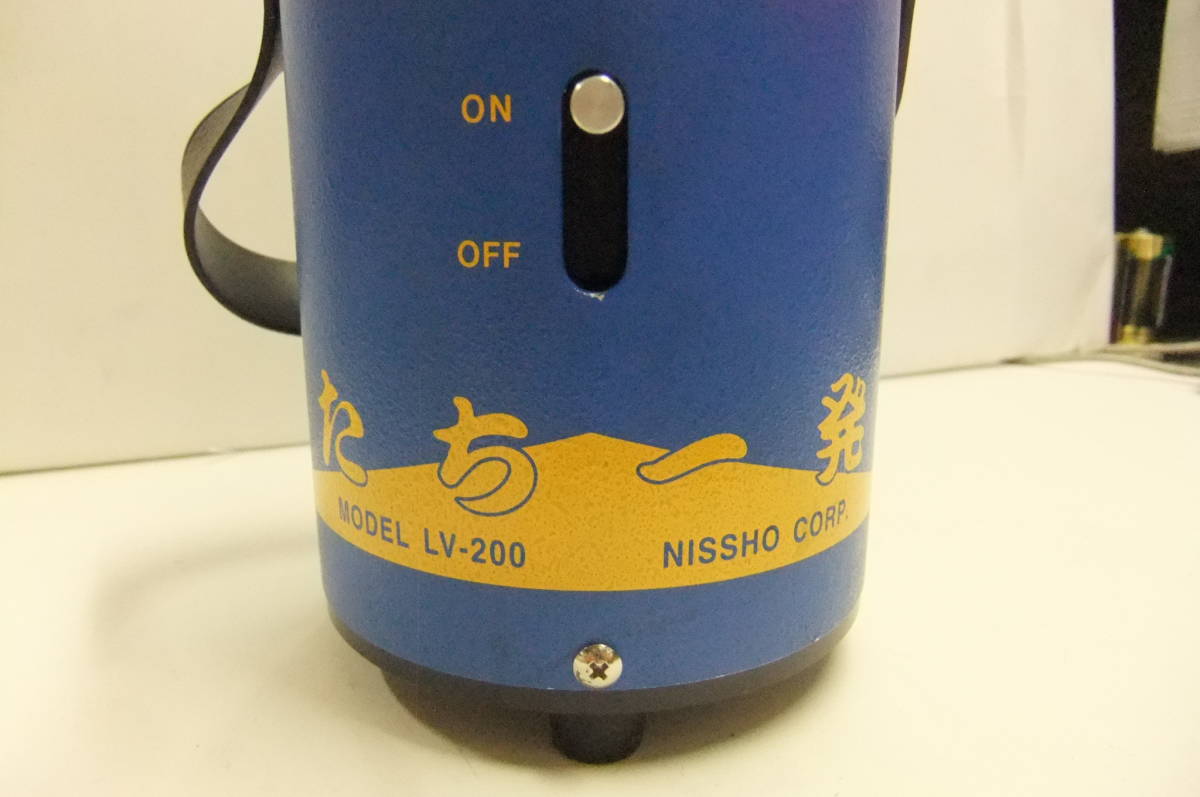 ON
OFF
たち一発
MODEL LV-200
NISSHO CORP.